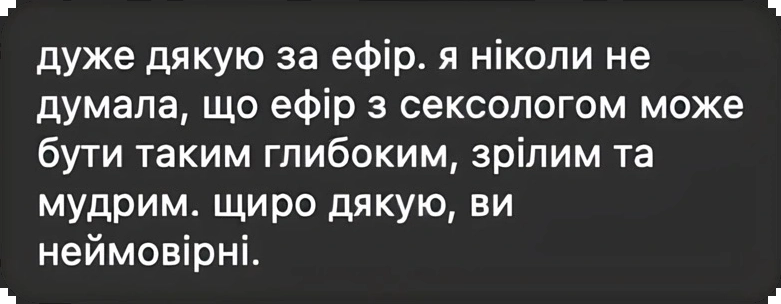 дуже дякую за ефір. я ніколи не
думала, що ефір з сексологом може
бути таким глибоким, зрілим та
мудрим. щиро дякую, ви
неймовірні.